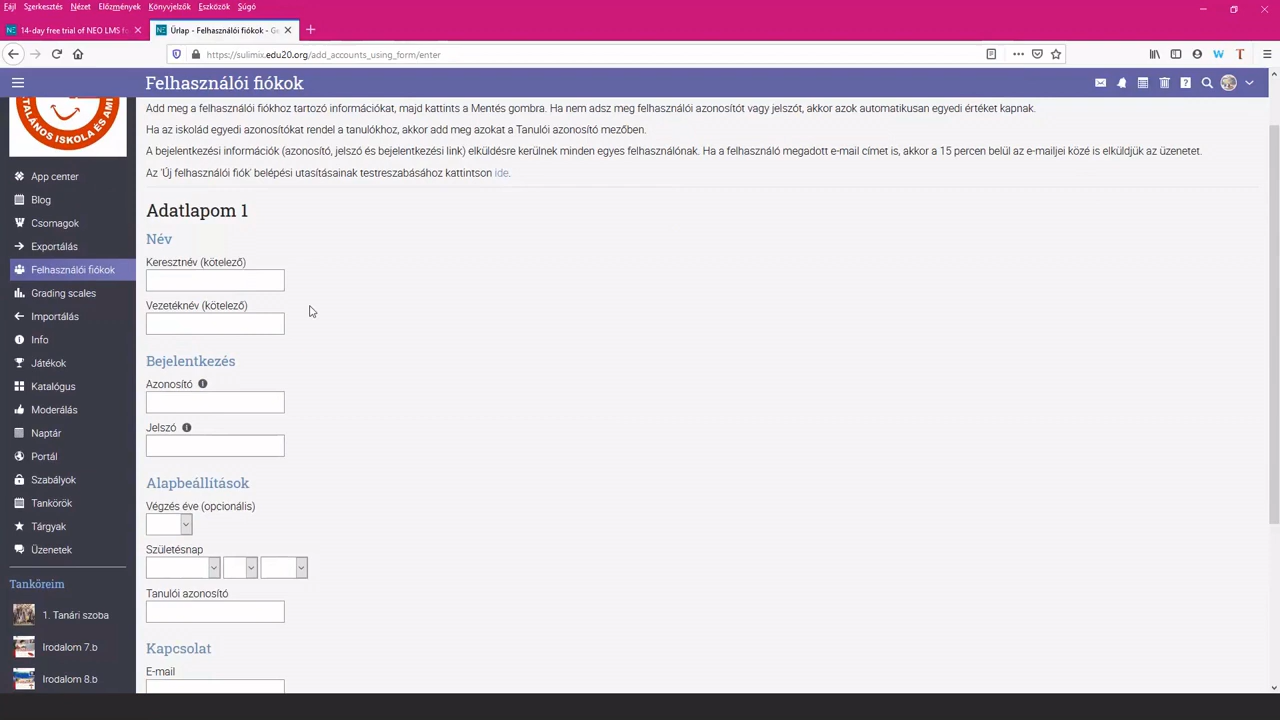 Fájl Szerkesztés Nézet Előzmények Könyvjelzők Eszközök Súgó
14-day free trial of NEO LMS
Űrlap - Felhasználói fiókok - Ge
https://sulimix.edu20.org/add_accounts_using_form/enter
Felhasználói fiókok
ÁLTALÁNOS ISKOLA ÉS
Add meg a felhasználói fiókhoz tartozó információkat, majd kattints a Mentés gombra. Ha nem adsz meg felhasználói azonosítót vagy jelszót, akkor azok automatikusan egyedi értéket kapnak.
Ha az iskolád egyedi azonosítókat rendel a tanulókhoz, akkor add meg azokat a Tanulói azonosító mezőben.
A bejelentkezési információk (azonosító, jelszó és bejelentkezési link) elküldésre kerülnek minden egyes felhasználónak. Ha a felhasználó megadott e-mail címet is, akkor a 15 percen belül az e-mailjei közé is elküldjük az üzenetet.
Az 'Új felhasználói fiók' belépési utasításainak testreszabásához kattintson ide.
App center
Blog
Csomagok
Exportálás
Felhasználói fiókok
Grading scales
Importálás
Info
Játékok
Katalógus
Moderálás
Naptár
Portál
Szabályok
Tankörök
Tárgyak
Üzenetek
Tanköreim
1. Tanári szoba
Irodalom 7.b
Irodalom 8.b
Adatlapom 1
Név
Keresztnév (kötelező)
Vezetéknév (kötelező)
Bejelentkezés
Azonosító
Jelszó
Alapbeállítások
Végzés éve (opcionális)
Születésnap
Tanulói azonosító
Kapcsolat
E-mail